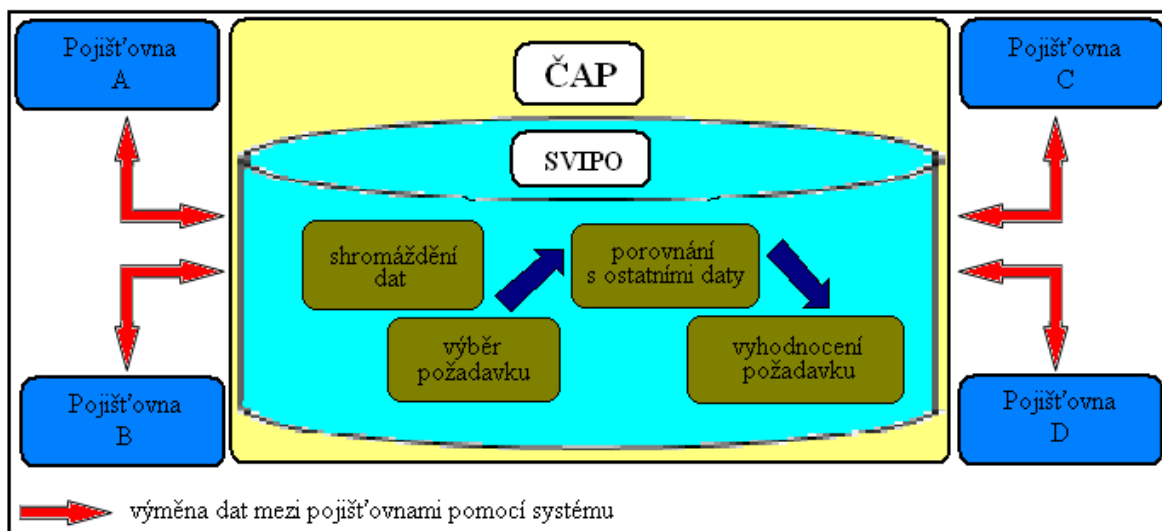 Pojišťovna
A
ČAP
Pojišťovna
C
SVIPO
shromáždění
dat
porovnání
s ostatními daty
výběr
požadavku
vyhodnocení
požadavku
Pojišťovna
B
Pojišťovna
D
výměna dat mezi pojišťovnami pomocí systému